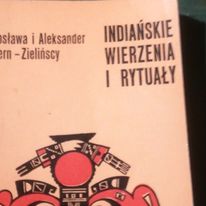 osława i Aleksander
ern-Zielińscy
INDIAŃSKIE
WIERZENIA
I RYTUAŁY